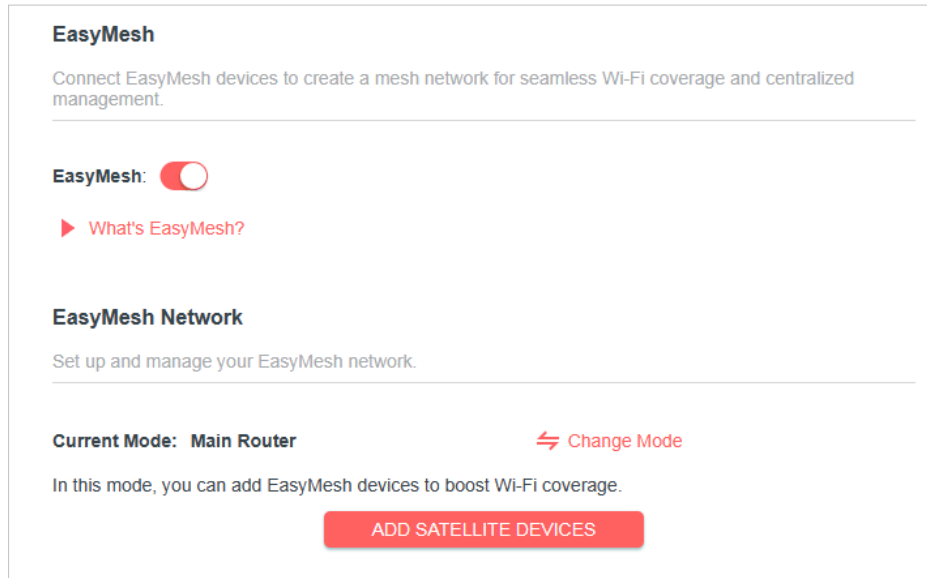 EasyMesh
Connect EasyMesh devices to create a mesh network for seamless Wi-Fi coverage and centralized
management.
EasyMesh:
What's EasyMesh?
EasyMesh Network
Set up and manage your EasyMesh network.
Current Mode: Main Router
Change Mode
In this mode, you can add EasyMesh devices to boost Wi-Fi coverage.
ADD SATELLITE DEVICES